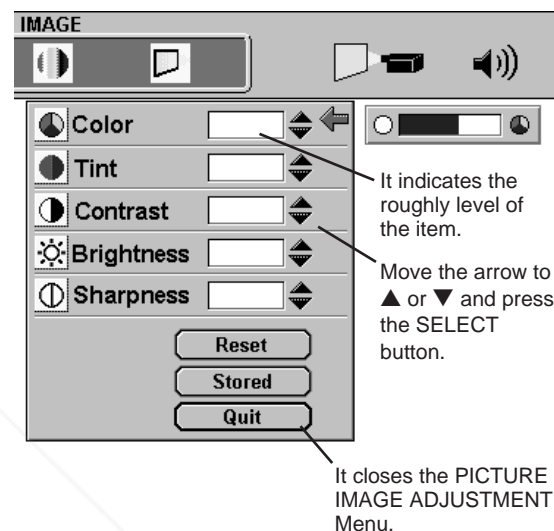 IMAGE
Color
Tint
Contrast
Brightness
Sharpness
Reset
Stored
Quit
It indicates the
roughly level of
the item.
Move the arrow to
▲ or ▼ and press
the SELECT
button.
It closes the PICTURE
IMAGE ADJUSTMENT
Menu.